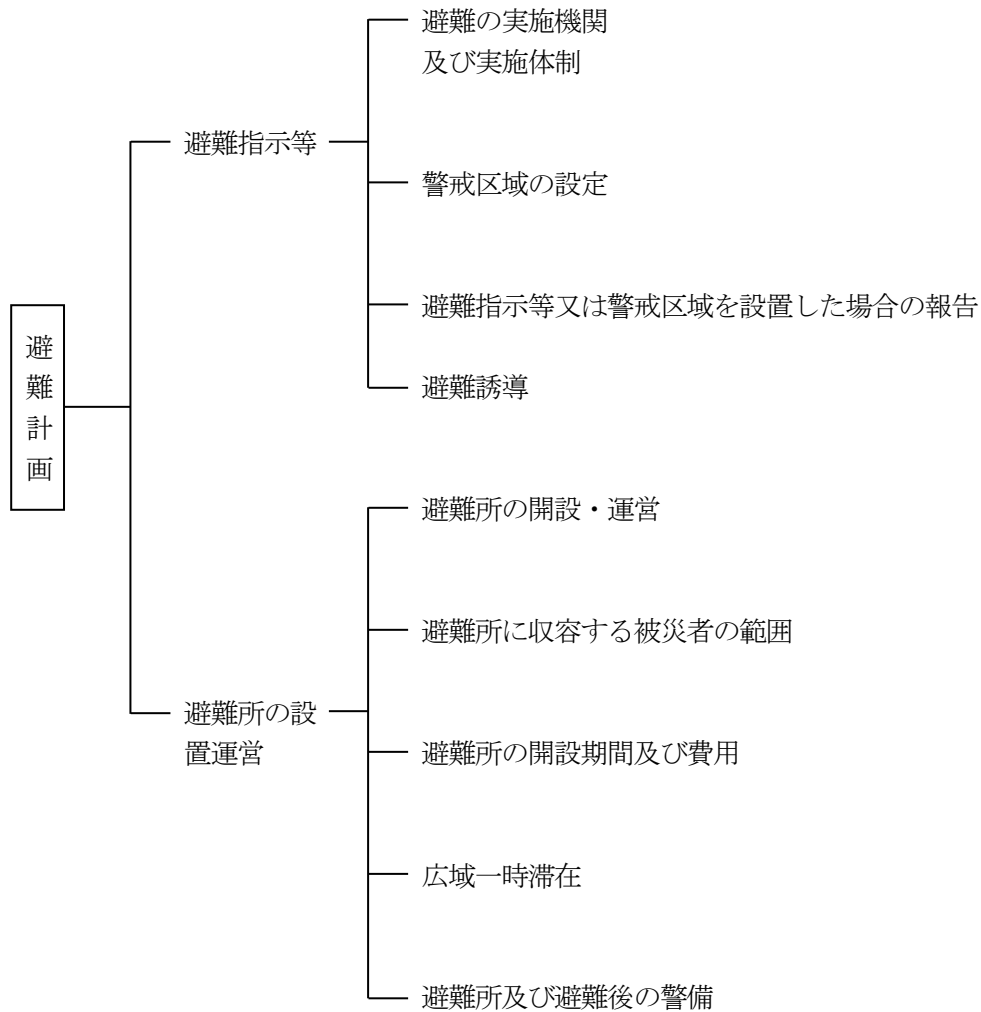 避難計画
避難指示等
避難の実施機関
及び実施体制
警戒区域の設定
避難指示等又は警戒区域を設置した場合の報告
避難誘導
避難所の設
置運営
避難所の開設・運営
避難所に収容する被災者の範囲
避難所の開設期間及び費用
広域一時滞在
避難所及び避難後の警備